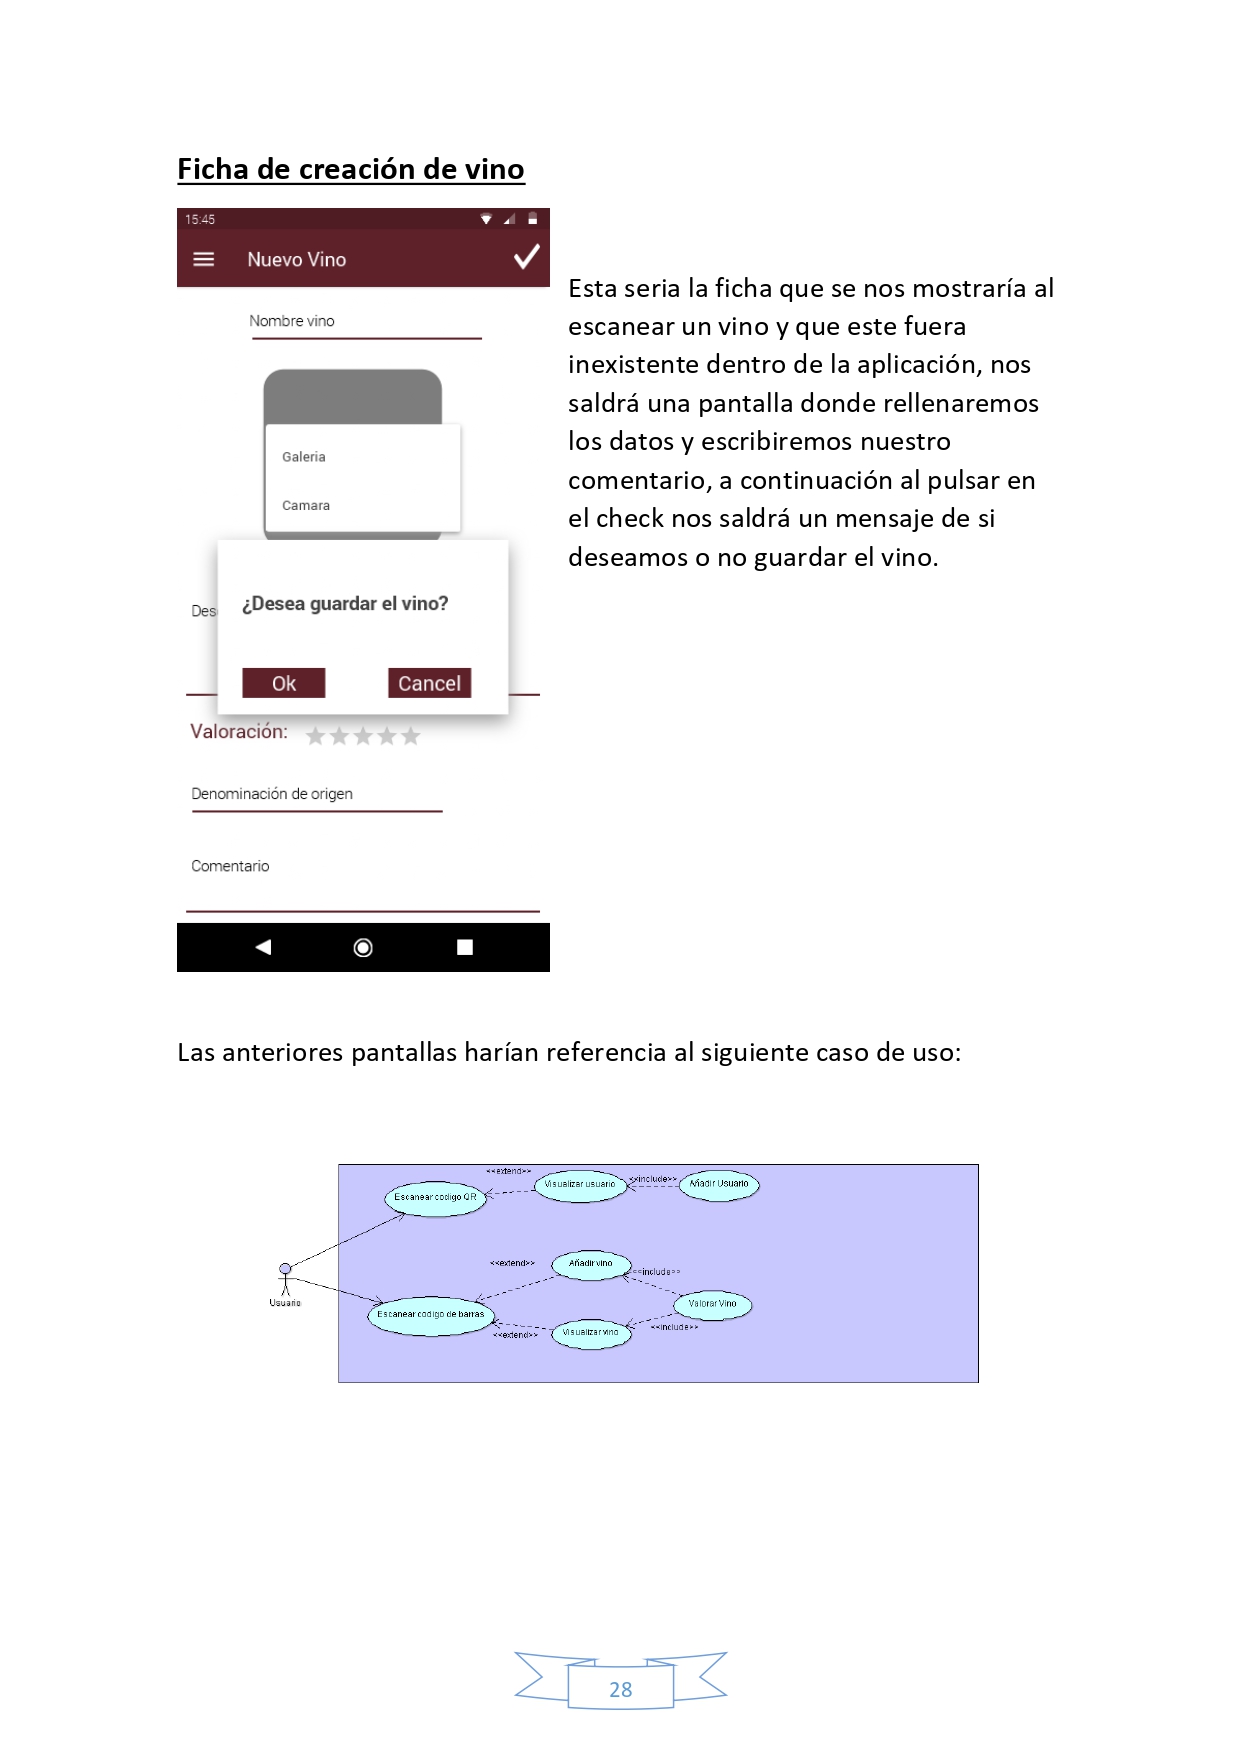 Ficha de creación de vino
15:45
Nuevo Vino
Nombre vino
Galeria
Camara
¿Desea guardar el vino?
Ok
Cancel
Valoración:
Denominación de origen
Comentario
Esta seria la ficha que se nos mostraría al
escanear un vino y que este fuera
inexistente dentro de la aplicación, nos
saldrá una pantalla donde rellenaremos
los datos y escribiremos nuestro
comentario, a continuación al pulsar en
el check nos saldrá un mensaje de si
deseamos o no guardar el vino.
Las anteriores pantallas harían referencia al siguiente caso de uso:
<<extend>>
Visualizar usuario
<<include>>
Añadir Usuario
Escanear codigo QR
<<extend>>
Añadir vino
<<include>>
Usuario
Valorar Vino
Escanear codigo de barras
<<extend>>
Visualizar vino
<<include>>
28